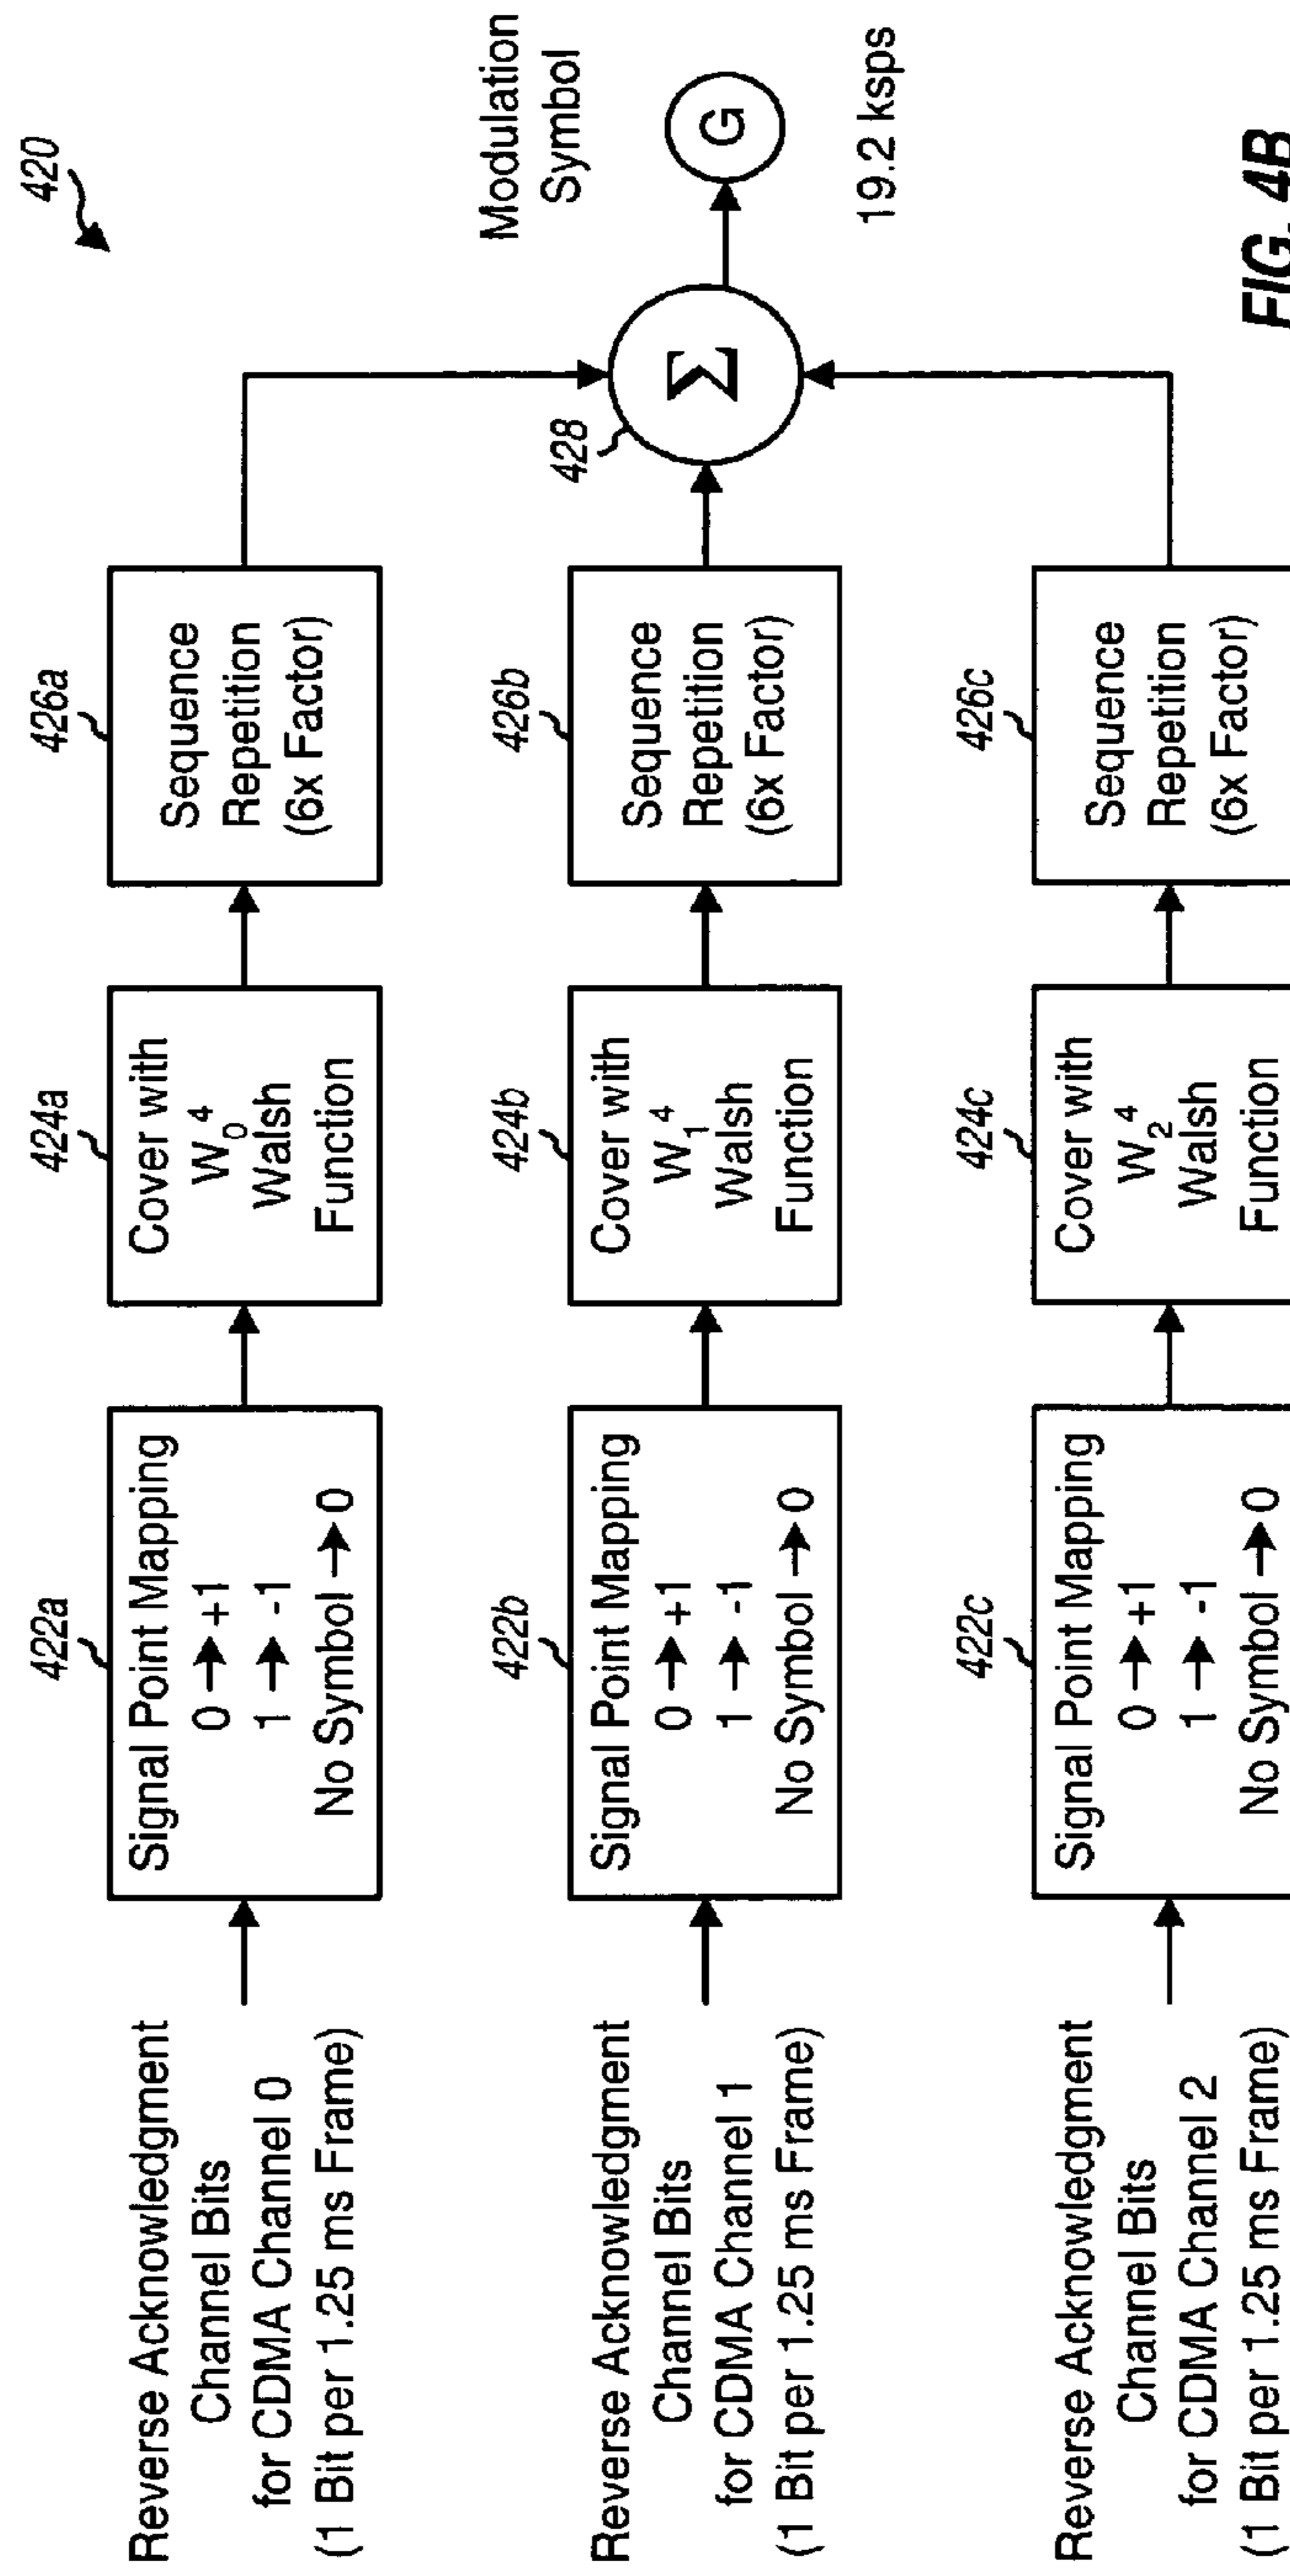 420
Reverse Acknowledgment
Channel Bits
for CDMA Channel 0
(1 Bit per 1.25 ms Frame)
422a
Signal Point Mapping
0 → +1
1 → -1
No Symbol → 0
424a
Cover with
W₀⁴
Walsh
Function
426a
Sequence
Repetition
(6x Factor)
Reverse Acknowledgment
Channel Bits
for CDMA Channel 1
(1 Bit per 1.25 ms Frame)
422b
Signal Point Mapping
0 → +1
1 → -1
No Symbol → 0
424b
Cover with
W₁⁴
Walsh
Function
426b
Sequence
Repetition
(6x Factor)
428
Σ
Modulation
Symbol
G
19.2 ksps
Reverse Acknowledgment
Channel Bits
for CDMA Channel 2
(1 Bit per 1.25 ms Frame)
422c
Signal Point Mapping
0 → +1
1 → -1
No Symbol → 0
424c
Cover with
W₂⁴
Walsh
Function
426c
Sequence
Repetition
(6x Factor)
FIG. 4B